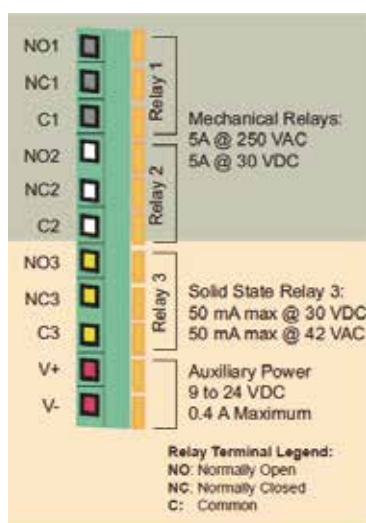 NO1
NC1
C1
Relay 1
NO2
NC2
C2
Relay 2
Mechanical Relays:
5A @ 250 VAC
5A @ 30 VDC
NO3
NC3
C3
Relay 3
Solid State Relay 3:
50 mA max @ 30 VDC
50 mA max @ 42 VAC
V+
V-
Auxiliary Power
9 to 24 VDC
0.4 A Maximum
Relay Terminal Legend:
NO: Normally Open
NC: Normally Closed
C: Common